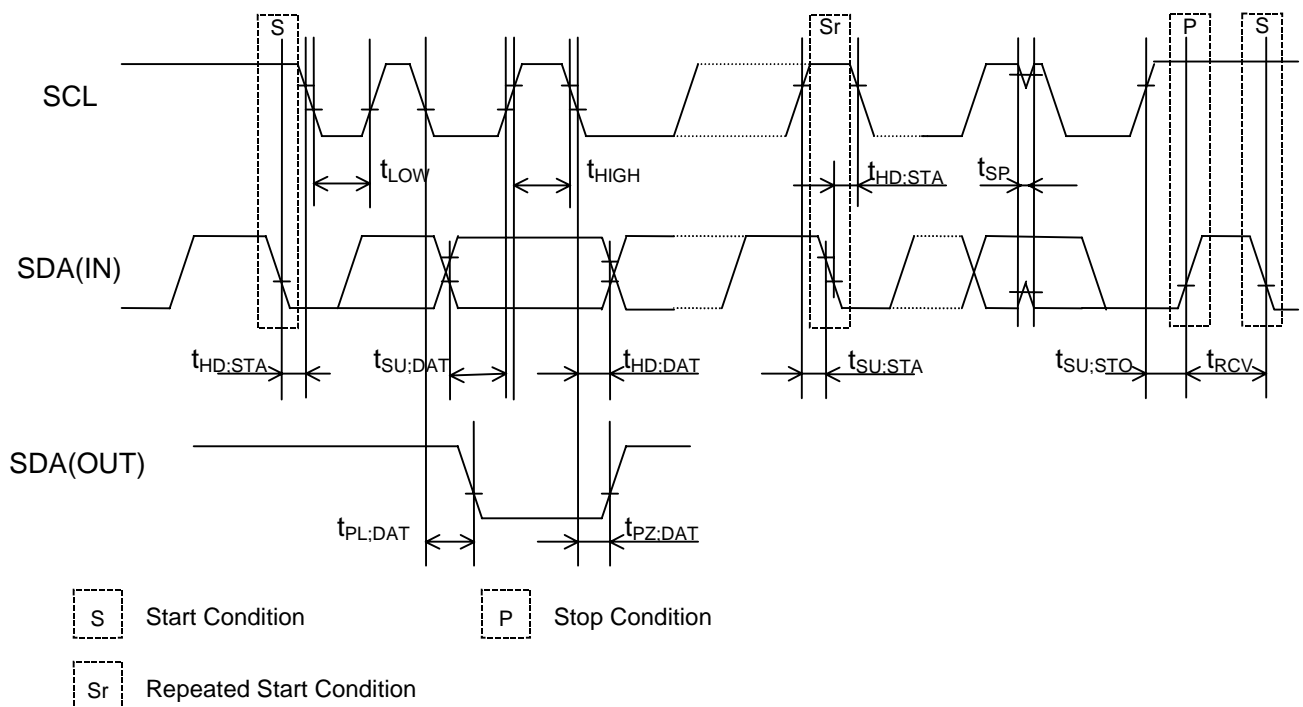 S Sr P S
SCL
tLOW tHIGH tHD;STA tSP
SDA(IN)
tHD;STA tSU;DAT tHD;DAT tSU;STA tSU;STO tRCV
SDA(OUT)
tPL;DAT tPZ;DAT
S Start Condition P Stop Condition
Sr Repeated Start Condition